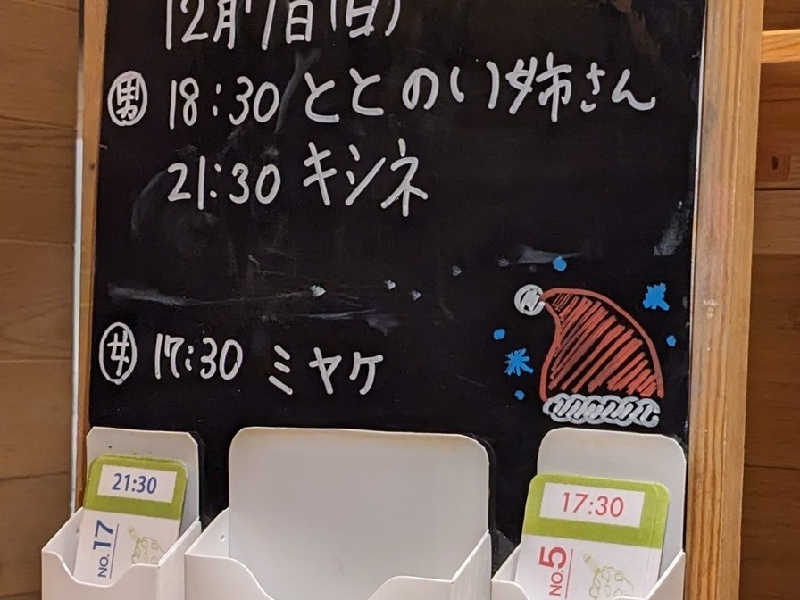 12月7日(日)
男 18:30 ととのい姉さん
21:30 キシネ
女 17:30 ミヤケ
21:30
NO.17
17:30
NO.5